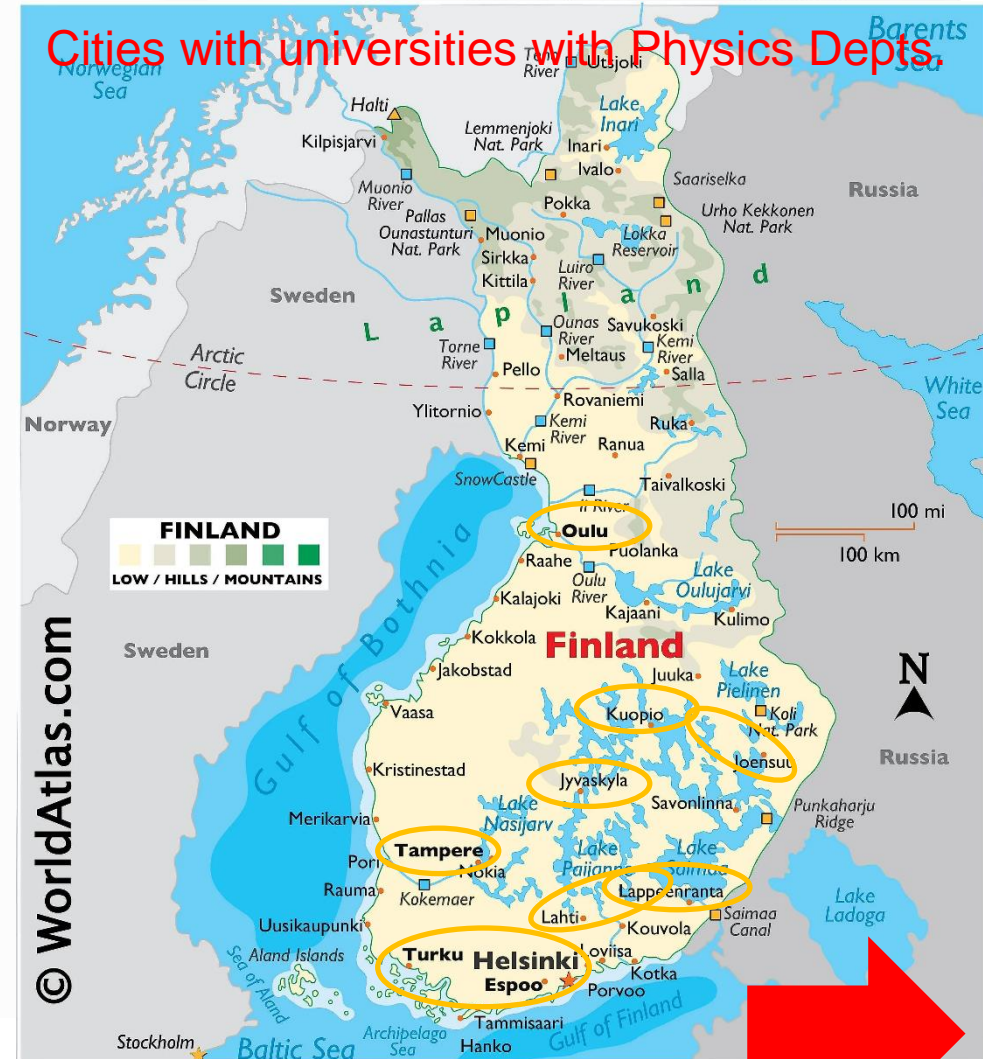 Cities with universities with Physics Depts.
Barents
Sea
Norwegian
Sea
Teno
River
Utsjoki
Halti
Lake
Inari
Kilpisjarvi
Lemmenjoki
Nat. Park
Inari
Ivalo
Saariselka
Russia
Muonio
River
Pokka
Urho Kekkonen
Nat. Park
Pallas
Ounastunturi
Nat. Park
Muonio
Lokka
Reservoir
Sirkka
Luiro
River
Kittila
Sweden
Lapland
Ounas
River
Savukoski
Torne
River
Kemi
River
Meltaus
Arctic
Circle
Pello
Salla
White
Sea
Rovaniemi
Ylitornio
Norway
Kemi
River
Ruka
Kemi
Ranua
SnowCastle
Taivalkoski
Ii River
100 mi
100 km
FINLAND
LOW / HILLS / MOUNTAINS
Oulu
Puolanka
Raahe
Oulu
River
Lake
Oulujarvi
Kalajoki
Kajaani
Kulimo
Gulf of Bothnia
Kokkola
Finland
Sweden
Jakobstad
Juuka
Lake
Pielinen
N
Vaasa
Kuopio
Koli
Nat. Park
Joensuu
Russia
Kristinestad
Jyvaskyla
Savonlinna
Punkaharju
Ridge
Lake
Nasijarv
Merikarvia
Tampere
Pori
Nokia
Lake
Paijanne
Lake
Saimaa
Rauma
Kokemaer
Lappeenranta
Lahti
Saimaa
Canal
Lake
Ladoga
Uusikaupunki
Kouvola
Turku
Helsinki
Loviisa
Aland Islands
Sea of Aland
Espoo
Kotka
Porvoo
Gulf of Finland
Tammisaari
Archipelago
Sea
Hanko
Stockholm
Baltic Sea
© WorldAtlas.com